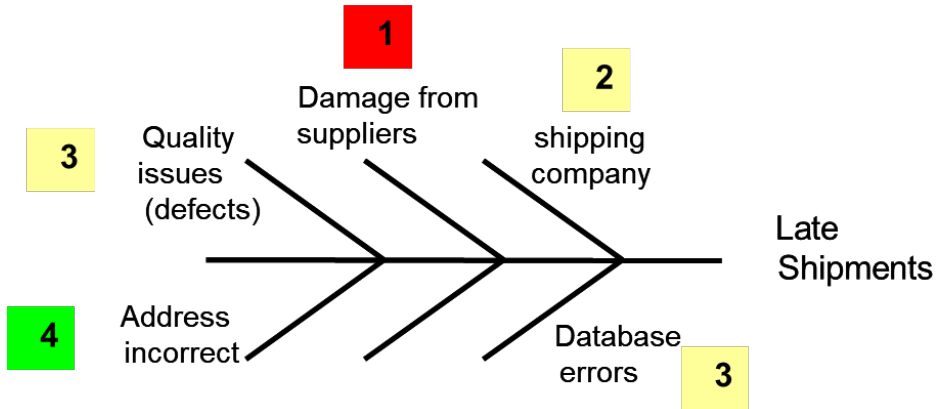 1
Damage from
suppliers
2
shipping
company
3
Quality
issues
(defects)
Late
Shipments
4
Address
incorrect
Database
errors
3